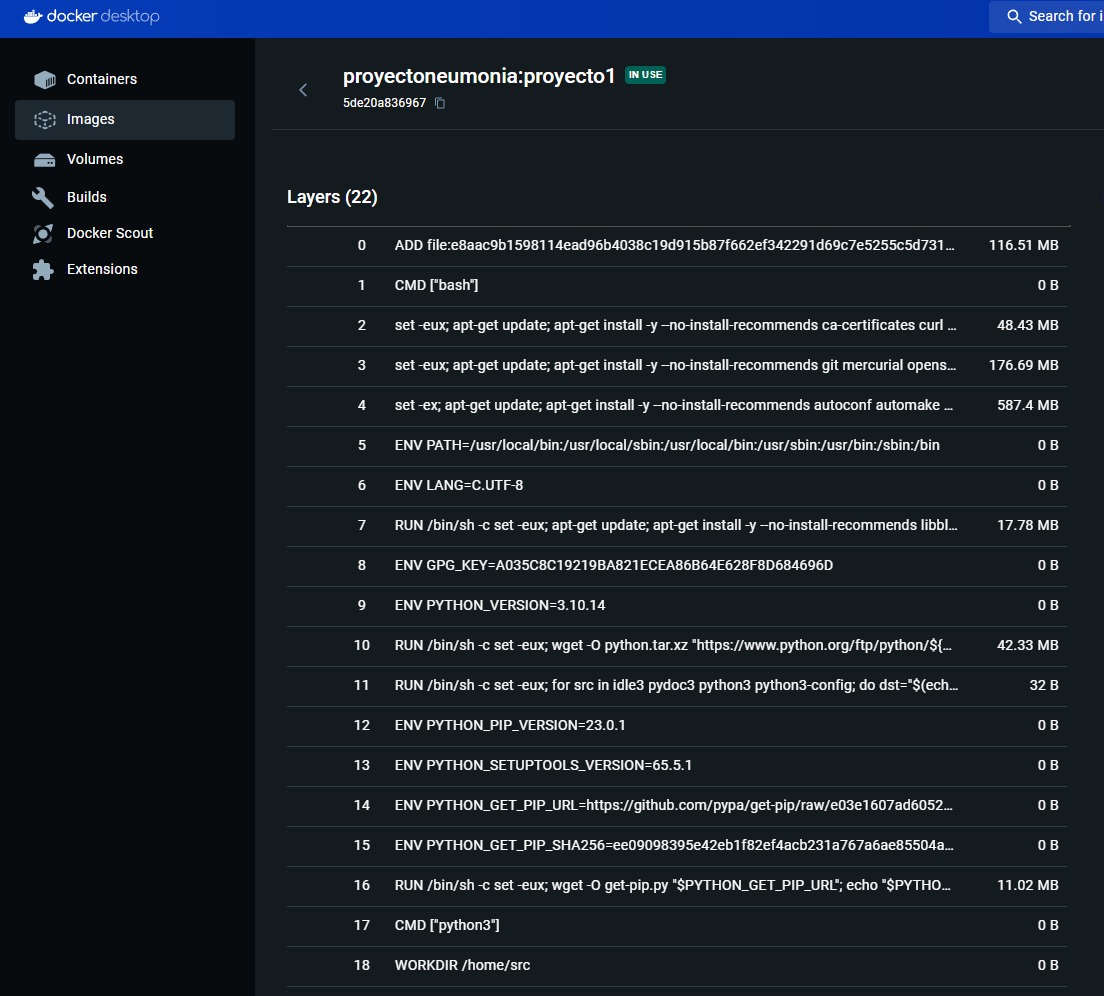 docker desktop
Search for i
Containers
Images
Volumes
Builds
Docker Scout
Extensions
proyectoneumonia:proyecto1 IN USE
5de20a836967
Layers (22)
0 ADD file:e8aac9b1598114ead96b4038c19d915b87f662ef342291d69c7e5255c5d731… 116.51 MB
1 CMD ["bash"] 0 B
2 set -eux; apt-get update; apt-get install -y --no-install-recommends ca-certificates curl … 48.43 MB
3 set -eux; apt-get update; apt-get install -y --no-install-recommends git mercurial opens… 176.69 MB
4 set -ex; apt-get update; apt-get install -y --no-install-recommends autoconf automake … 587.4 MB
5 ENV PATH=/usr/local/bin:/usr/local/sbin:/usr/local/bin:/usr/sbin:/usr/bin:/sbin:/bin 0 B
6 ENV LANG=C.UTF-8 0 B
7 RUN /bin/sh -c set -eux; apt-get update; apt-get install -y --no-install-recommends libbl… 17.78 MB
8 ENV GPG_KEY=A035C8C19219BA821ECEA86B64E628F8D684696D 0 B
9 ENV PYTHON_VERSION=3.10.14 0 B
10 RUN /bin/sh -c set -eux; wget -O python.tar.xz "https://www.python.org/ftp/python/${… 42.33 MB
11 RUN /bin/sh -c set -eux; for src in idle3 pydoc3 python3 python3-config; do dst="$(ech… 32 B
12 ENV PYTHON_PIP_VERSION=23.0.1 0 B
13 ENV PYTHON_SETUPTOOLS_VERSION=65.5.1 0 B
14 ENV PYTHON_GET_PIP_URL=https://github.com/pypa/get-pip/raw/e03e1607ad6052… 0 B
15 ENV PYTHON_GET_PIP_SHA256=ee09098395e42eb1f82ef4acb231a767a6ae85504a… 0 B
16 RUN /bin/sh -c set -eux; wget -O get-pip.py "$PYTHON_GET_PIP_URL"; echo "$PYTHO… 11.02 MB
17 CMD ["python3"] 0 B
18 WORKDIR /home/src 0 B